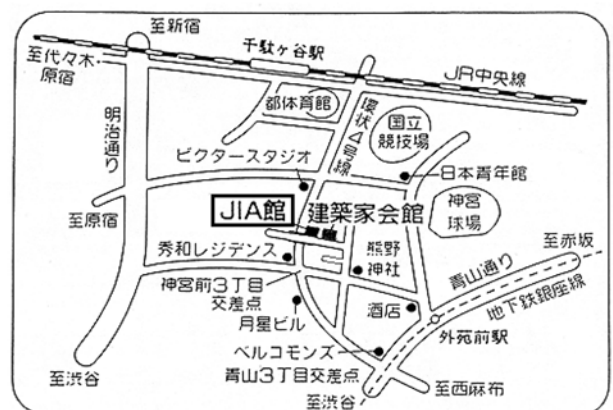 至新宿
千駄ヶ谷駅
至代々木・
原宿
JR中央線
都体育館
環状4号線
国立
競技場
明治通り
ビクタースタジオ
日本青年館
JIA館
建築家会館
神宮
球場
至原宿
秀和レジデンス
熊野
神社
至赤坂
神宮前3丁目
交差点
青山通り
地下鉄銀座線
月星ビル
酒店
外苑前駅
ベルコモンズ
青山3丁目交差点
至渋谷
至渋谷
至西麻布